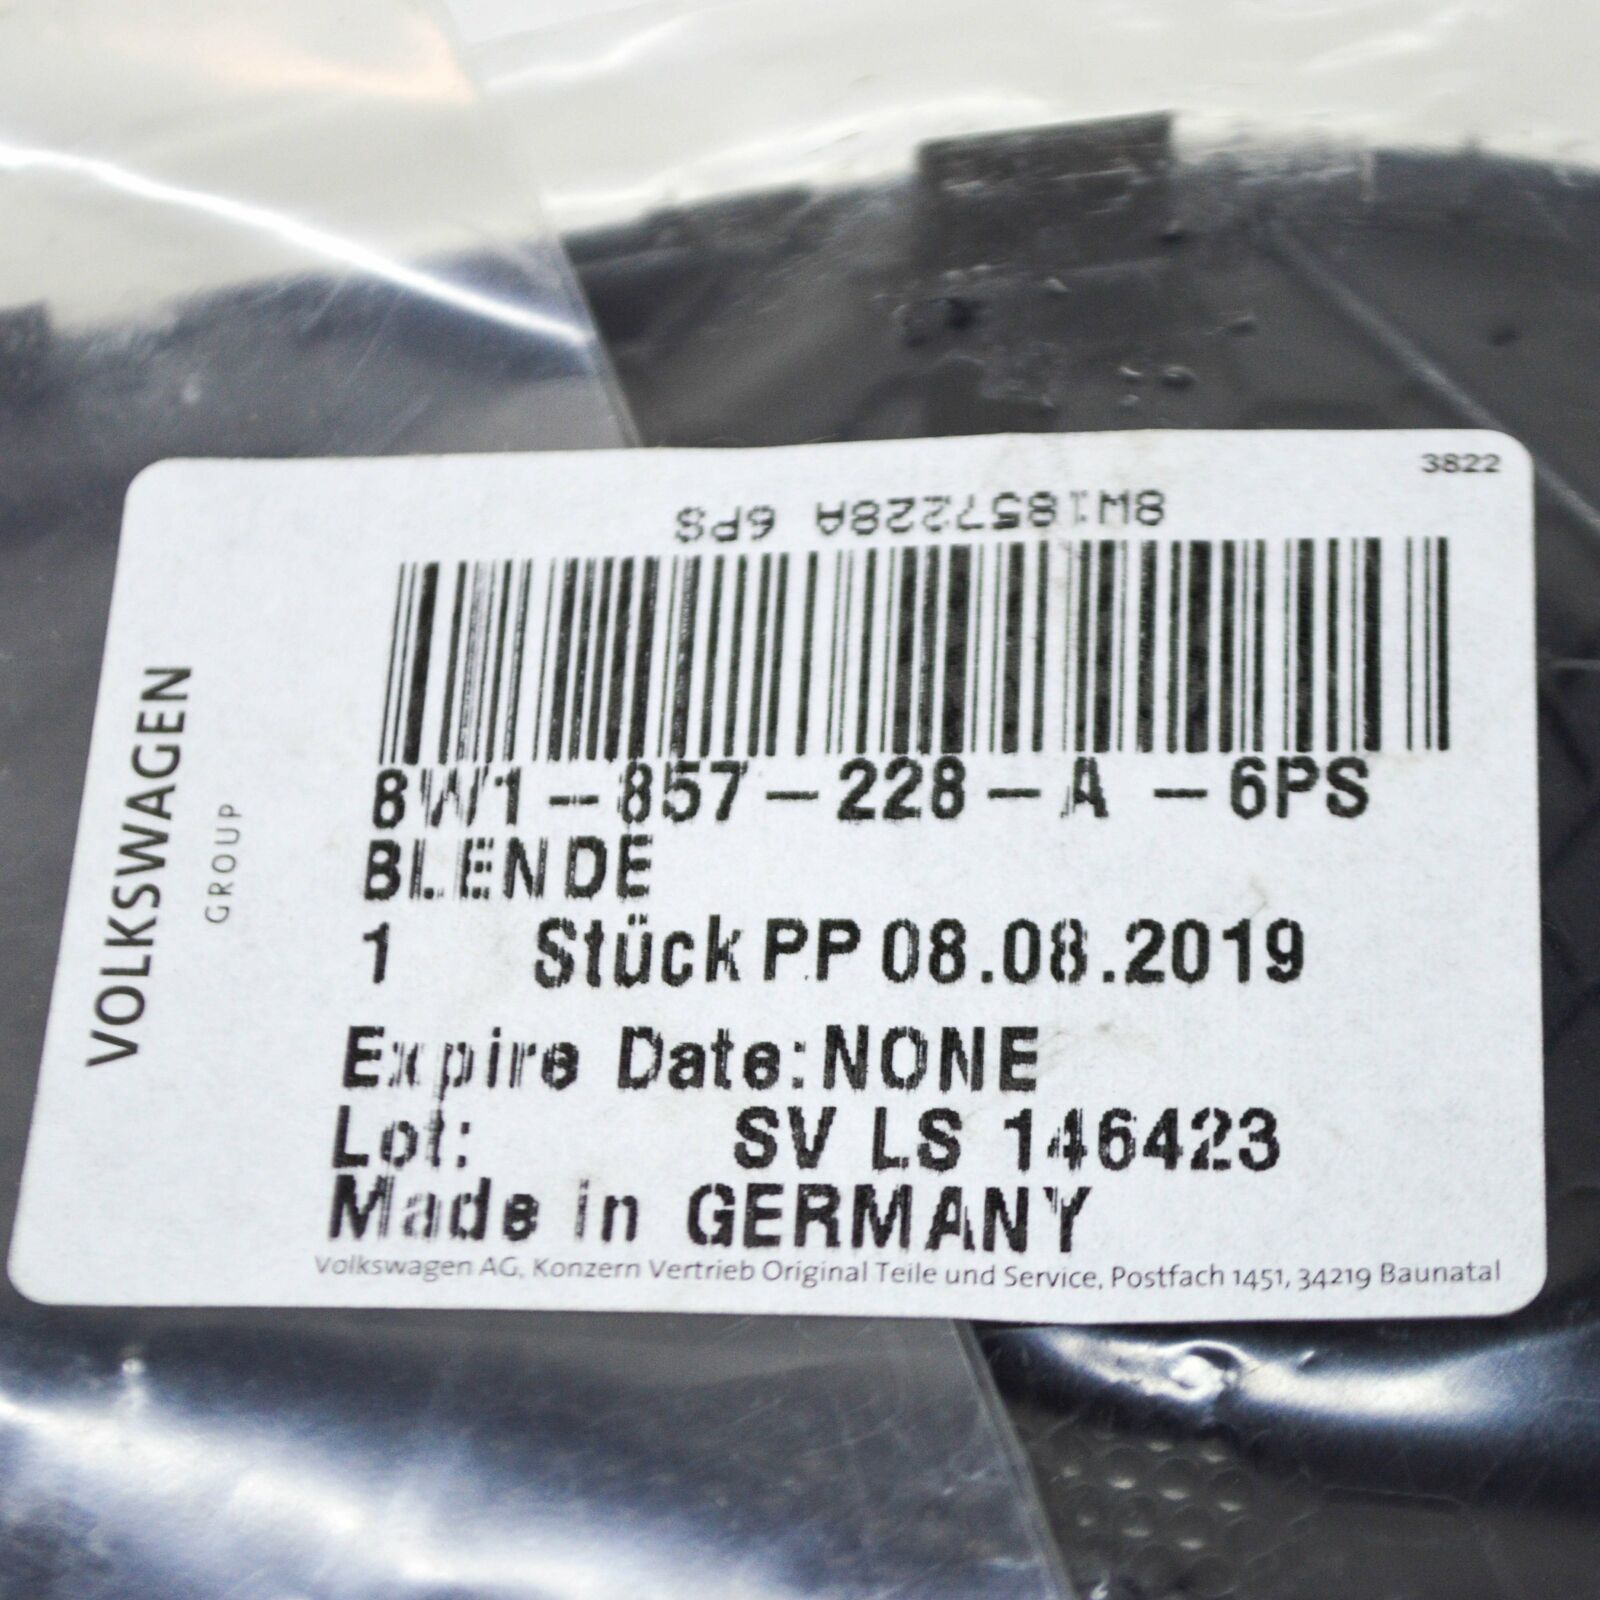 3822
8W1857228A 6PS
8W1-857-228-A -6PS
BLENDE
1 Stück PP 08.08.2019
Expire Date:NONE
Lot: SV LS 146423
Made in GERMANY
Volkswagen AG, Konzern Vertrieb Original Teile und Service, Postfach 1451, 34219 Baunatal
VOLKSWAGEN
GROUP